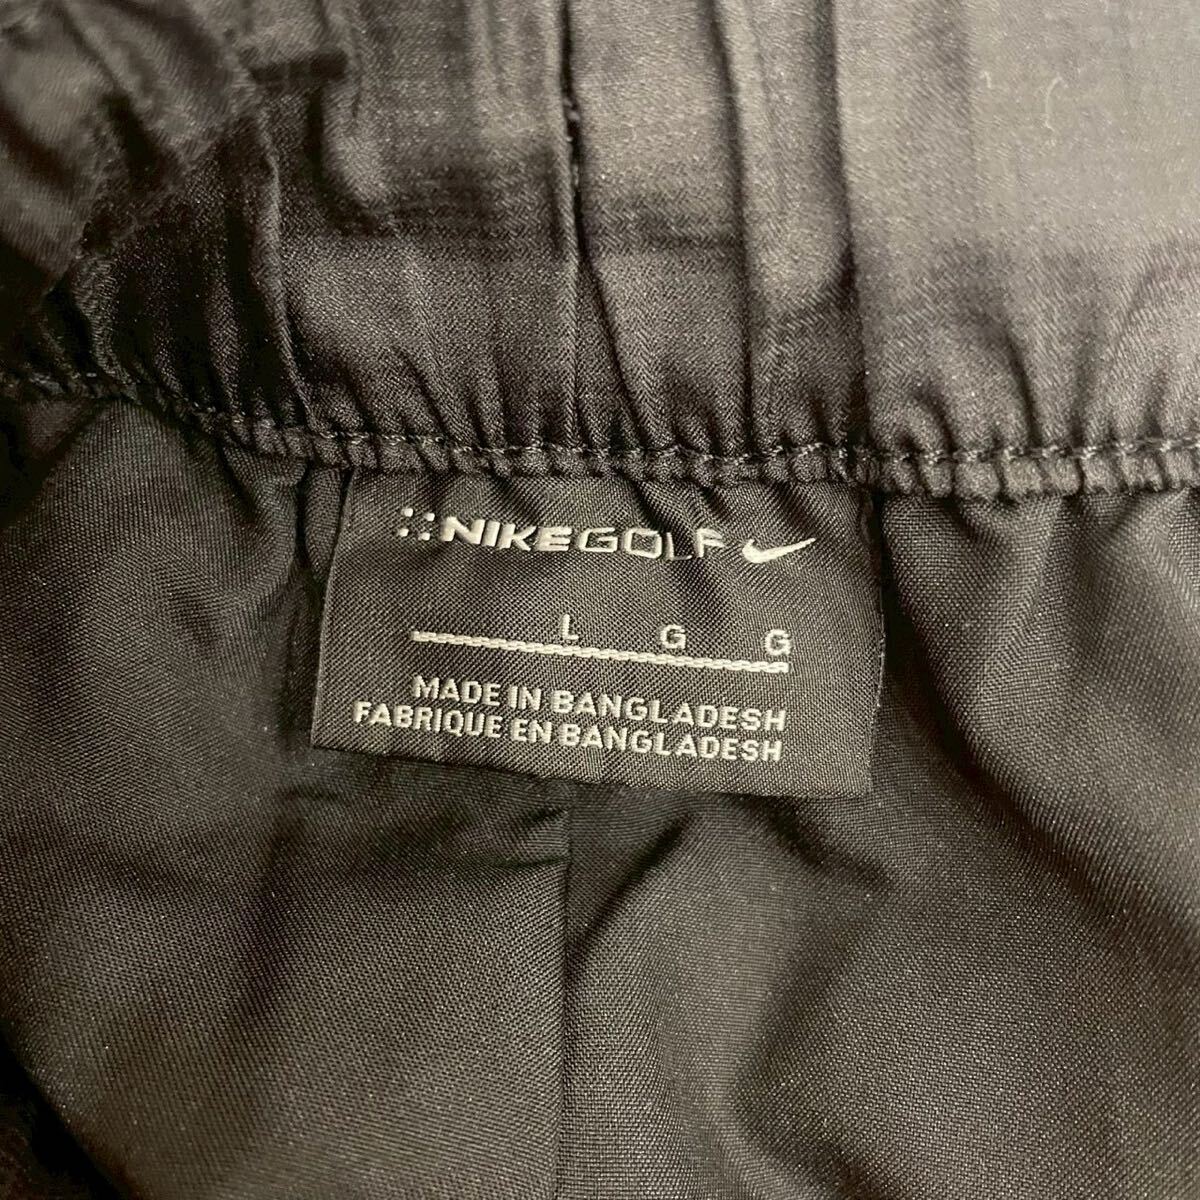 NIKEGOLF
L G G
MADE IN BANGLADESH
FABRIQUE EN BANGLADESH